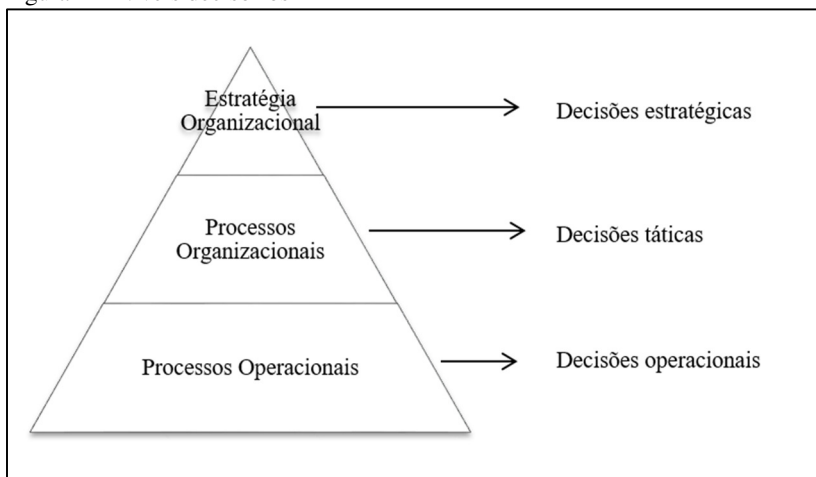 Estratégia
Organizacional
Decisões estratégicas
Processos
Organizacionais
Decisões táticas
Processos Operacionais
Decisões operacionais